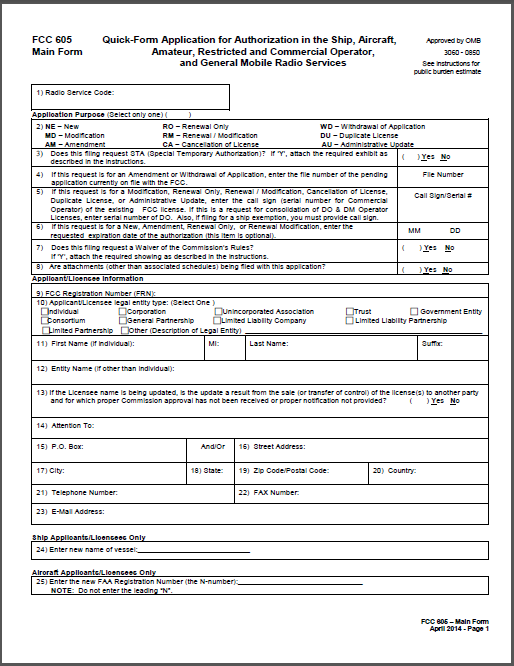 FCC 605 Quick-Form Application for Authorization in the Ship, Aircraft, Approved by OMB
Main Form Amateur, Restricted and Commercial Operator, 3060 - 0850
and General Mobile Radio Services See instructions for
public burden estimate
1) Radio Service Code:
Application Purpose (Select only one) ( )
2) NE – New RO – Renewal Only WD – Withdrawal of Application
MD – Modification RM – Renewal / Modification DU – Duplicate License
AM – Amendment CA – Cancellation of License AU – Administrative Update
3) Does this filing request STA (Special Temporary Authorization)? If 'Y', attach the required exhibit as ( ) Yes No
described in the instructions.
4) If this request is for an Amendment or Withdrawal of Application, enter the file number of the pending File Number
application currently on file with the FCC.
5) If this request is for a Modification, Renewal Only, Renewal / Modification, Cancellation of License, Call Sign/Serial #
Duplicate License, or Administrative Update, enter the call sign (serial number for Commercial
Operator) of the existing FCC license. If this is a request for consolidation of DO & DM Operator
Licenses, enter serial number of DO. Also, if filing for a ship exemption, you must provide call sign.
6) If this request is for a New, Amendment, Renewal Only, or Renewal Modification, enter the MM DD
requested expiration date of the authorization (this item is optional).
7) Does this filing request a Waiver of the Commission's Rules? ( ) Yes No
If 'Y', attach the required showing as described in the instructions.
8) Are attachments (other than associated schedules) being filed with this application? ( ) Yes No
Applicant/Licensee Information
9) FCC Registration Number (FRN):
10) Applicant/Licensee legal entity type: (Select One )
Individual Corporation Unincorporated Association Trust Government Entity
Consortium General Partnership Limited Liability Company Limited Liability Partnership
Limited Partnership Other (Description of Legal Entity)
11) First Name (if individual): MI: Last Name: Suffix:
12) Entity Name (if other than individual):
13) If the Licensee name is being updated, is the update a result from the sale (or transfer of control) of the license(s) to another party
and for which proper Commission approval has not been received or proper notification not provided? ( ) Yes No
14) Attention To:
15) P.O. Box: And/Or 16) Street Address:
17) City: 18) State: 19) Zip Code/Postal Code: 20) Country:
21) Telephone Number: 22) FAX Number:
23) E-Mail Address:
Ship Applicants/Licensees Only
24) Enter new name of vessel:
Aircraft Applicants/Licensees Only
25) Enter the new FAA Registration Number (the N-number):
NOTE: Do not enter the leading "N".
FCC 605 – Main Form
April 2014 - Page 1